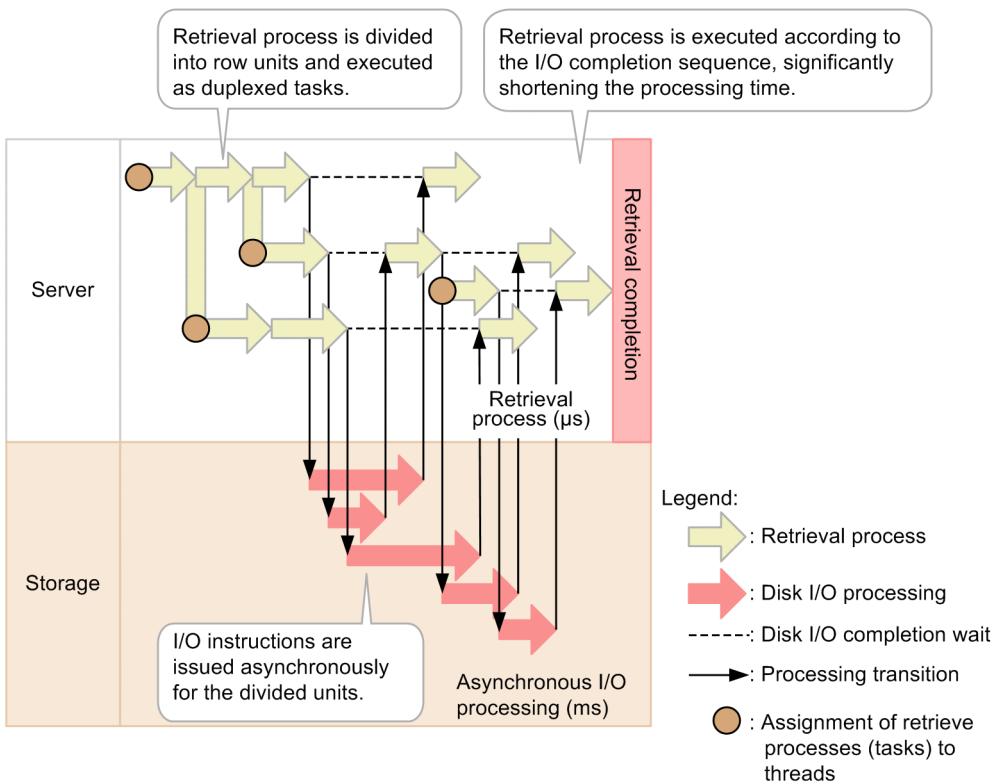 Retrieval process is divided
into row units and executed
as duplexed tasks.
Retrieval process is executed according to
the I/O completion sequence, significantly
shortening the processing time.
Server
Retrieval completion
Retrieval
process (µs)
Storage
I/O instructions are
issued asynchronously
for the divided units.
Asynchronous I/O
processing (ms)
Legend:
: Retrieval process
: Disk I/O processing
: Disk I/O completion wait
: Processing transition
: Assignment of retrieve
processes (tasks) to
threads